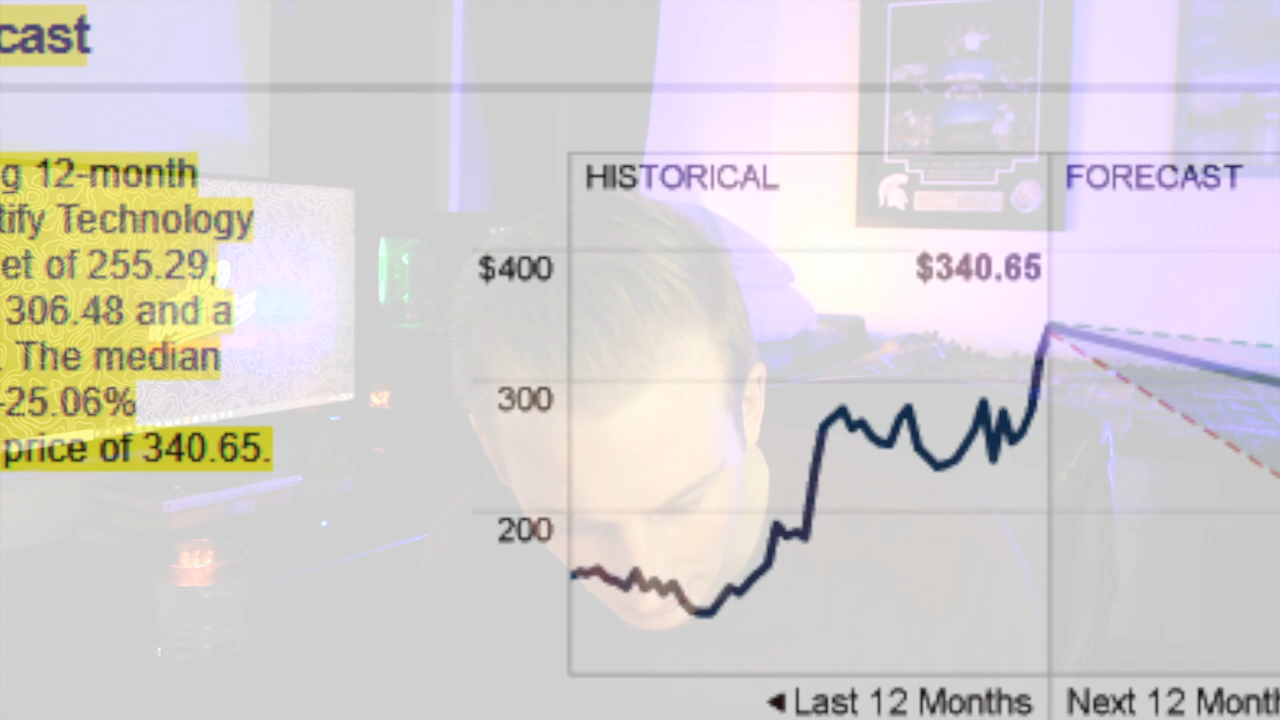 cast
g 12-month
tify Technology
et of 255.29,
306.48 and a
. The median
-25.06%
price of 340.65.
HISTORICAL
FORECAST
$340.65
$400
300
200
Last 12 Months
Next 12 Month